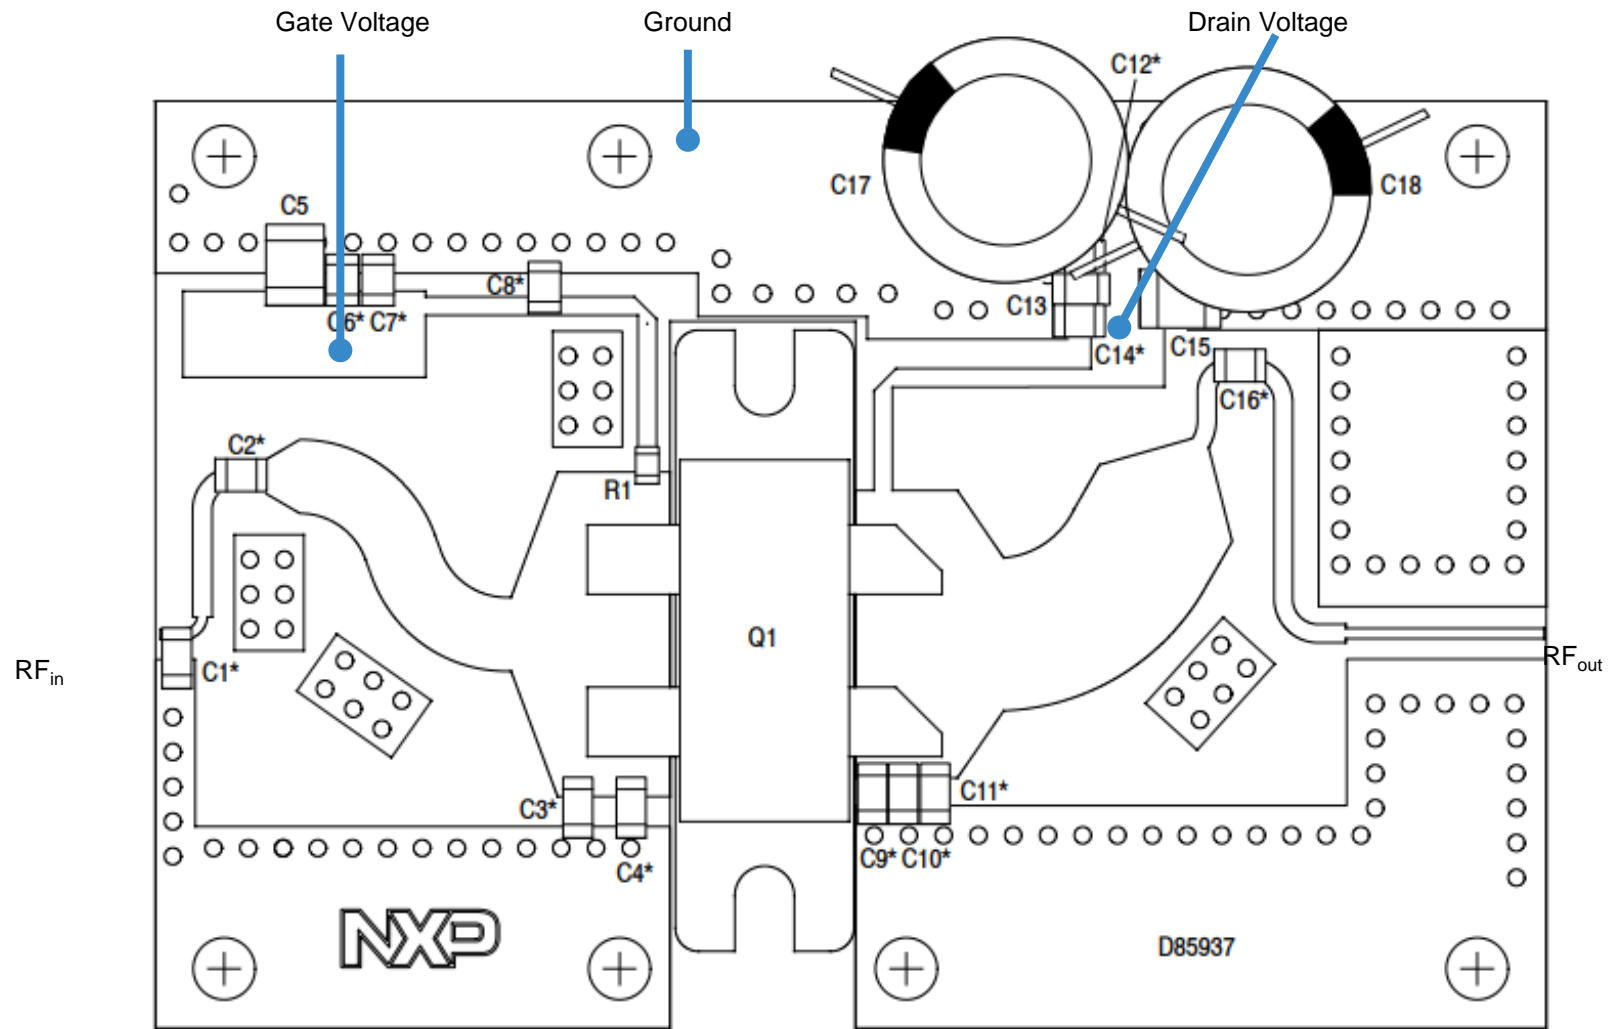 Gate Voltage
Ground
Drain Voltage
C12*
C17
C18
C5
C8*
C6* C7*
C13
C14*
C15
C16*
C2*
R1
Q1
RFin
C1*
RFout
C3*
C4*
C11*
C9* C10*
NXP
D85937